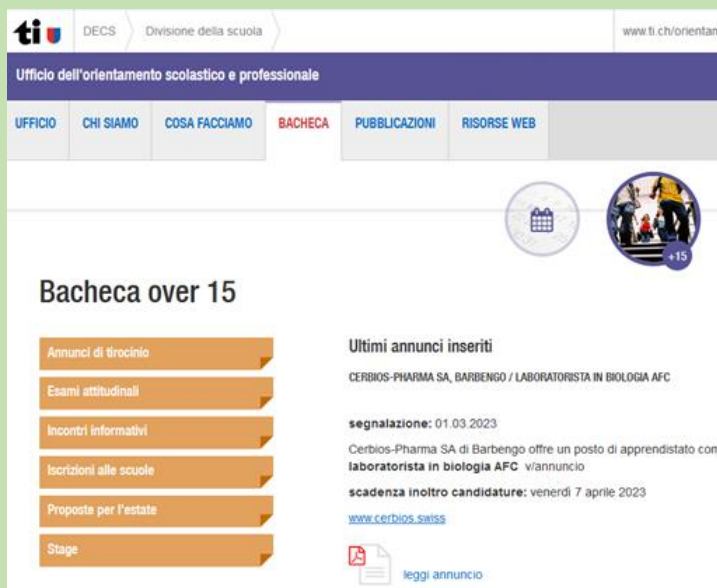 ti
DECS
Divisione della scuola
www.ti.ch/orientam
Ufficio dell'orientamento scolastico e professionale
UFFICIO
CHI SIAMO
COSA FACCIAMO
BACHECA
PUBBLICAZIONI
RISORSE WEB
+15
Bacheca over 15
Annunci di tirocinio
Esami attitudinali
Incontri informativi
Iscrizioni alle scuole
Proposte per l'estate
Stage
Ultimi annunci inseriti
CERBIOS-PHARMA SA, BARBENGO / LABORATORISTA IN BIOLOGIA AFC
segnalazione: 01.03.2023
Cerbios-Pharma SA di Barbengo offre un posto di apprendistato com
laboratorista in biologia AFC v/annuncio
scadenza inoltro candidature: venerdì 7 aprile 2023
www.cerbios.swiss
leggi annuncio